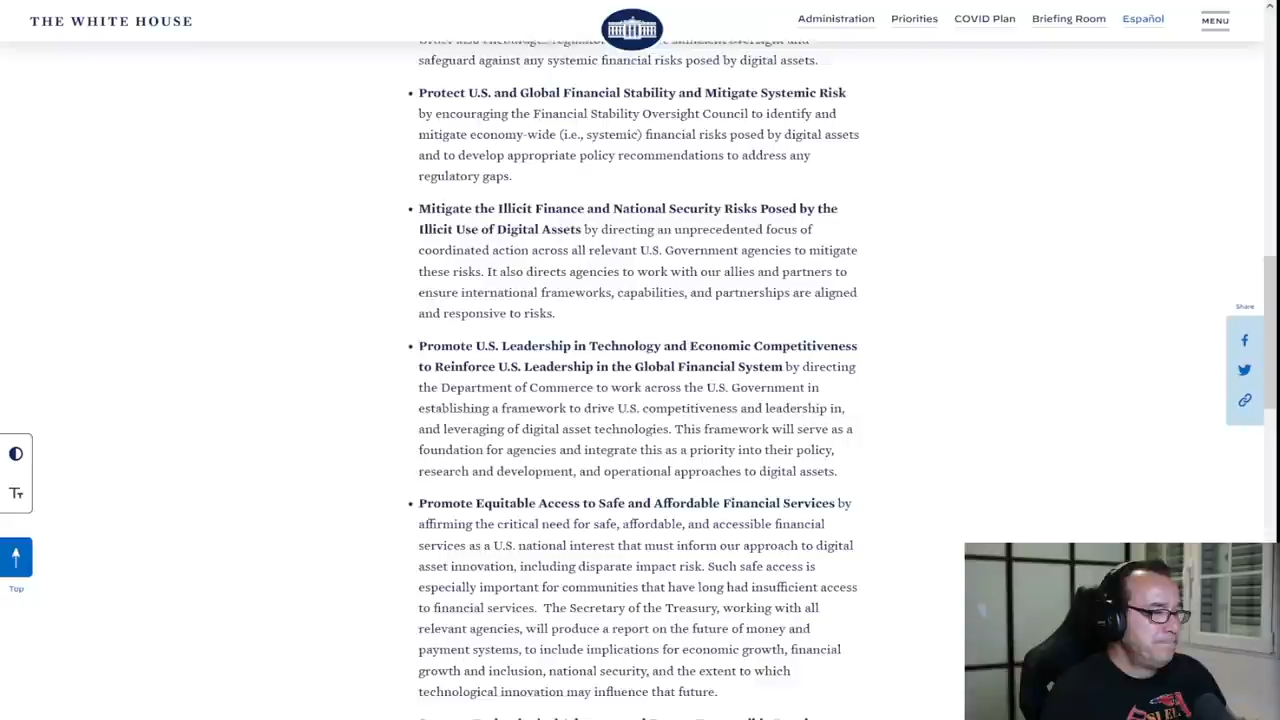 THE WHITE HOUSE
Administration
Priorities
COVID Plan
Briefing Room
Español
MENU
safeguard against any systemic financial risks posed by digital assets.
• Protect U.S. and Global Financial Stability and Mitigate Systemic Risk
by encouraging the Financial Stability Oversight Council to identify and
mitigate economy-wide (i.e., systemic) financial risks posed by digital assets
and to develop appropriate policy recommendations to address any
regulatory gaps.
• Mitigate the Illicit Finance and National Security Risks Posed by the
Illicit Use of Digital Assets by directing an unprecedented focus of
coordinated action across all relevant U.S. Government agencies to mitigate
these risks. It also directs agencies to work with our allies and partners to
ensure international frameworks, capabilities, and partnerships are aligned
and responsive to risks.
• Promote U.S. Leadership in Technology and Economic Competitiveness
to Reinforce U.S. Leadership in the Global Financial System by directing
the Department of Commerce to work across the U.S. Government in
establishing a framework to drive U.S. competitiveness and leadership in,
and leveraging of digital asset technologies. This framework will serve as a
foundation for agencies and integrate this as a priority into their policy,
research and development, and operational approaches to digital assets.
• Promote Equitable Access to Safe and Affordable Financial Services by
affirming the critical need for safe, affordable, and accessible financial
services as a U.S. national interest that must inform our approach to digital
asset innovation, including disparate impact risk. Such safe access is
especially important for communities that have long had insufficient access
to financial services. The Secretary of the Treasury, working with all
relevant agencies, will produce a report on the future of money and
payment systems, to include implications for economic growth, financial
growth and inclusion, national security, and the extent to which
technological innovation may influence that future.
Share
Tт
Top